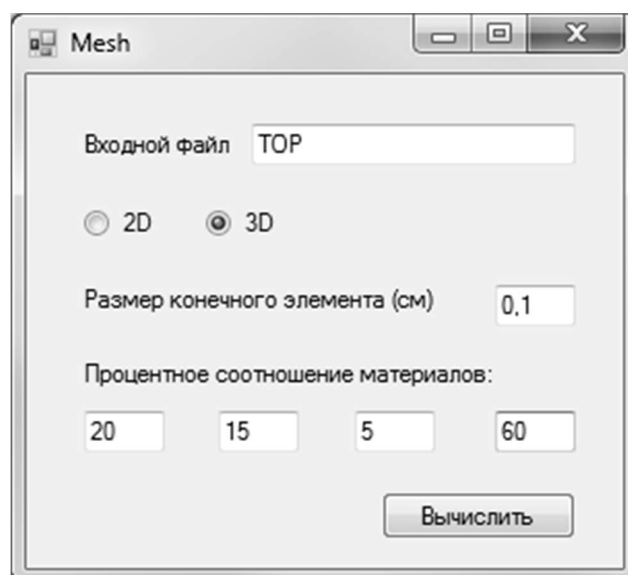 Mesh
Входной файл TOP
2D 3D
Размер конечного элемента (см) 0,1
Процентное соотношение материалов:
20 15 5 60
Вычислить